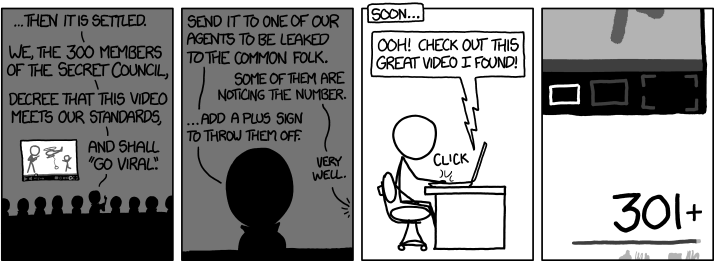 ...THEN IT IS SETTLED.
WE, THE 300 MEMBERS
OF THE SECRET COUNCIL,
DECREE THAT THIS VIDEO
MEETS OUR STANDARDS,
AND SHALL
"GO VIRAL."
SEND IT TO ONE OF OUR
AGENTS TO BE LEAKED
TO THE COMMON FOLK.
SOME OF THEM ARE
NOTICING THE NUMBER.
...ADD A PLUS SIGN
TO THROW THEM OFF.
VERY
WELL.
SOON...
OOH! CHECK OUT THIS
GREAT VIDEO I FOUND!
CLICK
301+